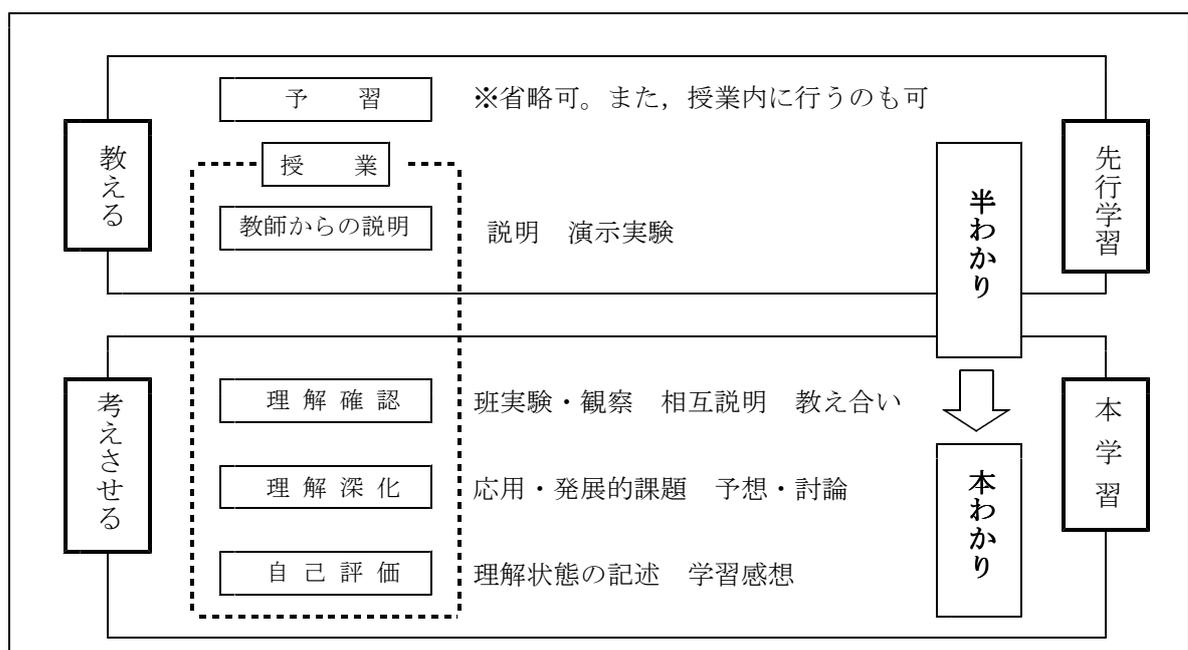 予　習
※省略可。また，授業内に行うのも可
教える
授　業
先行学習
半わかり
教師からの説明
説明　演示実験
考えさせる
理解確認
班実験・観察　相互説明　教え合い
本学習
理解深化
応用・発展的課題　予想・討論
本わかり
自己評価
理解状態の記述　学習感想